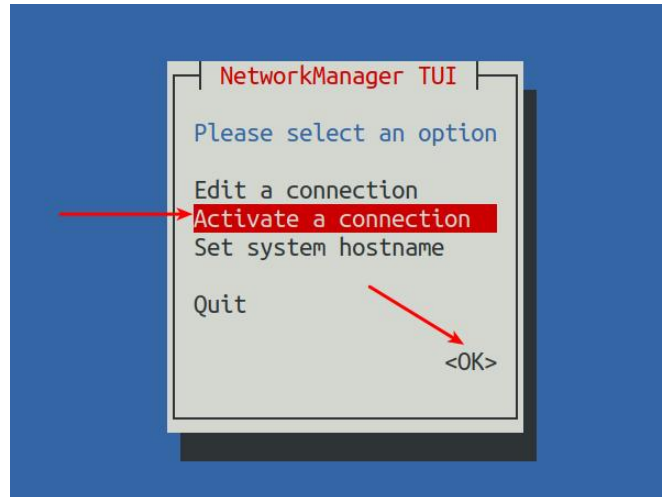 NetworkManager TUI
Please select an option
Edit a connection
Activate a connection
Set system hostname
Quit
<OK>